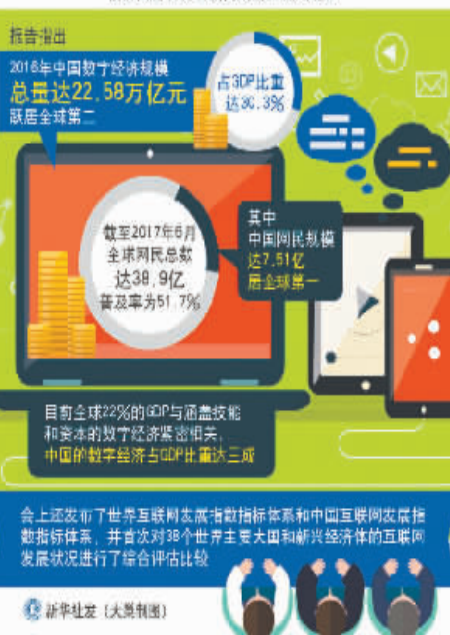 报告指出
2016年中国数字经济规模
总量达22.58万亿元
跃居全球第二
占GDP比重
达30.3%
截至2017年6月
全球网民总数
达38.9亿
普及率为51.7%
其中
中国网民规模
达7.51亿
居全球第一
目前全球22%的GDP与涵盖技能
和资本的数字经济紧密相关,
中国的数字经济占GDP比重达三成
会上还发布了世界互联网发展指数指标体系和中国互联网发展指
数指标体系,并首次对38个世界主要大国和新兴经济体的互联网
发展状况进行了综合评估比较
新华社发(大巢制图)